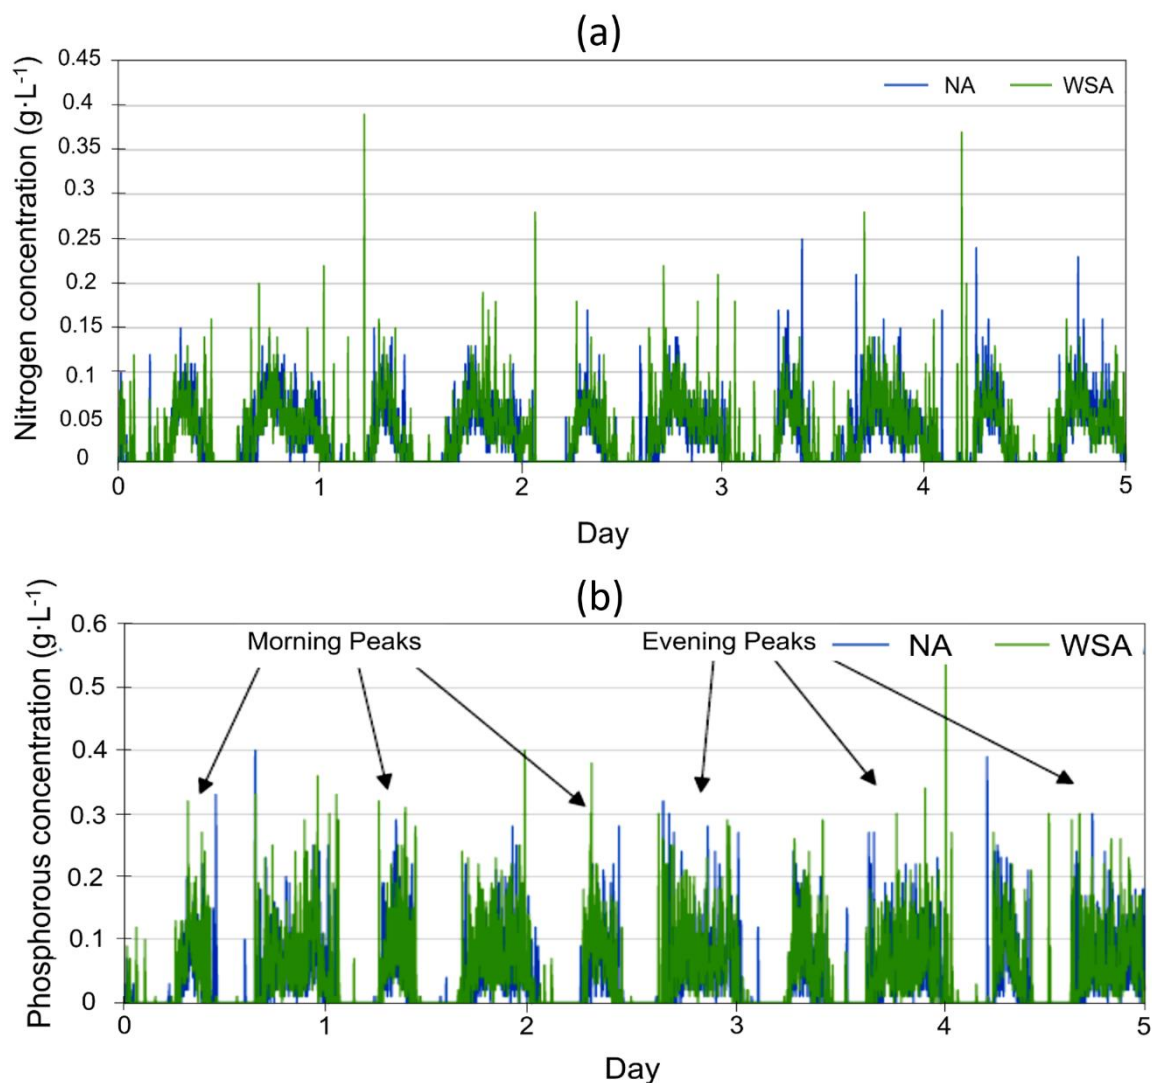 (a)
Nitrogen concentration (g·L⁻¹)
0.45
0.4
0.35
0.3
0.25
0.2
0.15
0.1
0.05
0
NA WSA
0 1 2 3 4 5
Day
(b)
Phosphorous concentration (g·L⁻¹)
0.6
0.5
0.4
0.3
0.2
0.1
0
Morning Peaks Evening Peaks NA WSA
0 1 2 3 4 5
Day